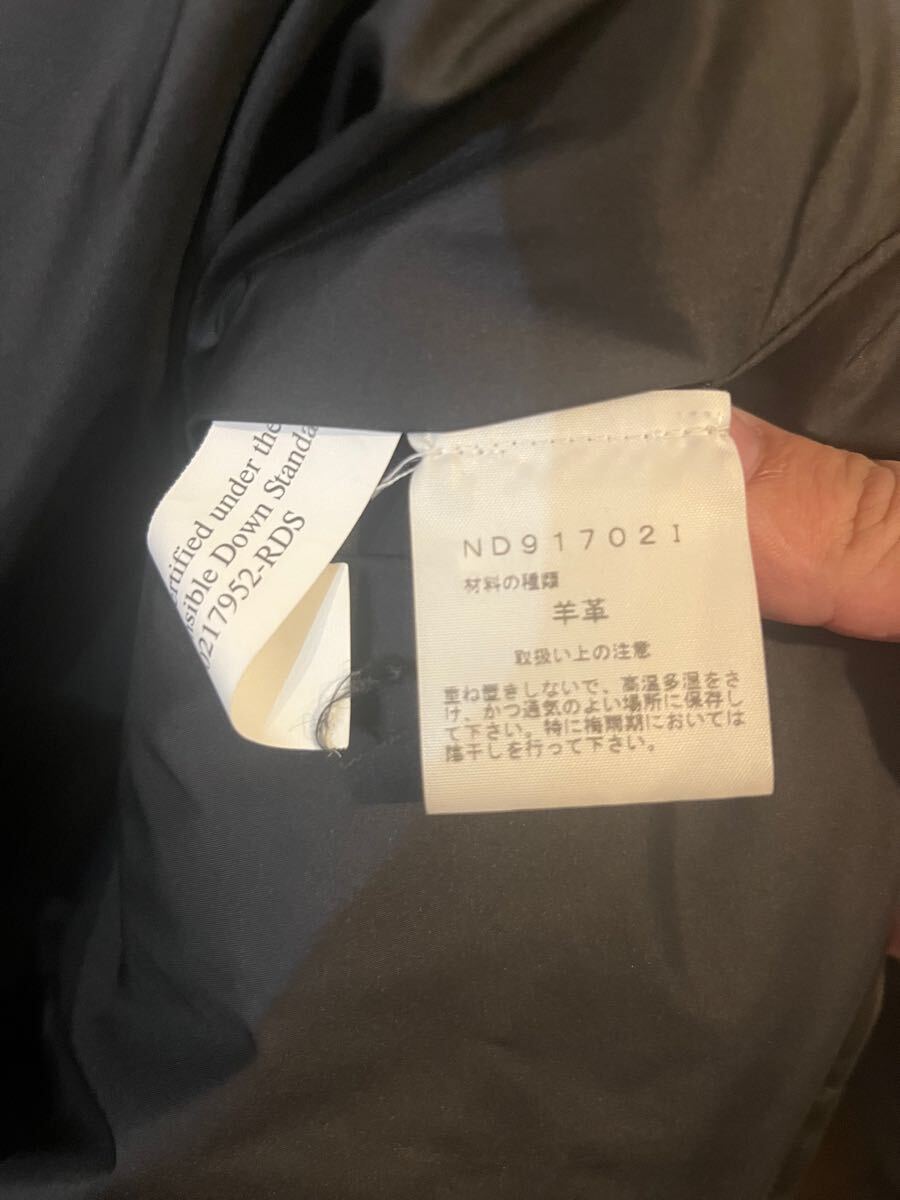 ertified under the
nsible Down Standa
0217952-RDS
ND91702I
材料の種類
羊革
取扱い上の注意
重ね置きしないで、高温多湿をさ
け、かつ通気のよい場所に保存し
て下さい。特に梅雨期においては
陰干しを行って下さい。